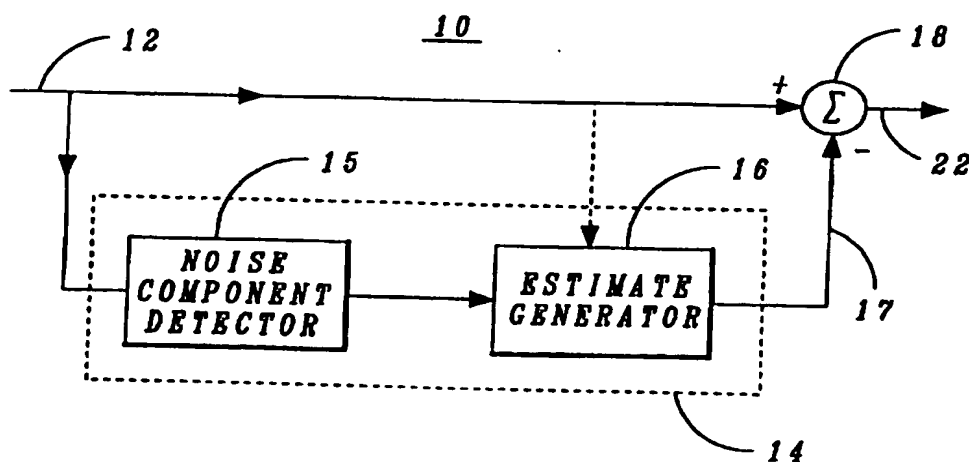 10
12
18
+
Σ
-
22
15
16
NOISE
COMPONENT
DETECTOR
ESTIMATE
GENERATOR
17
14